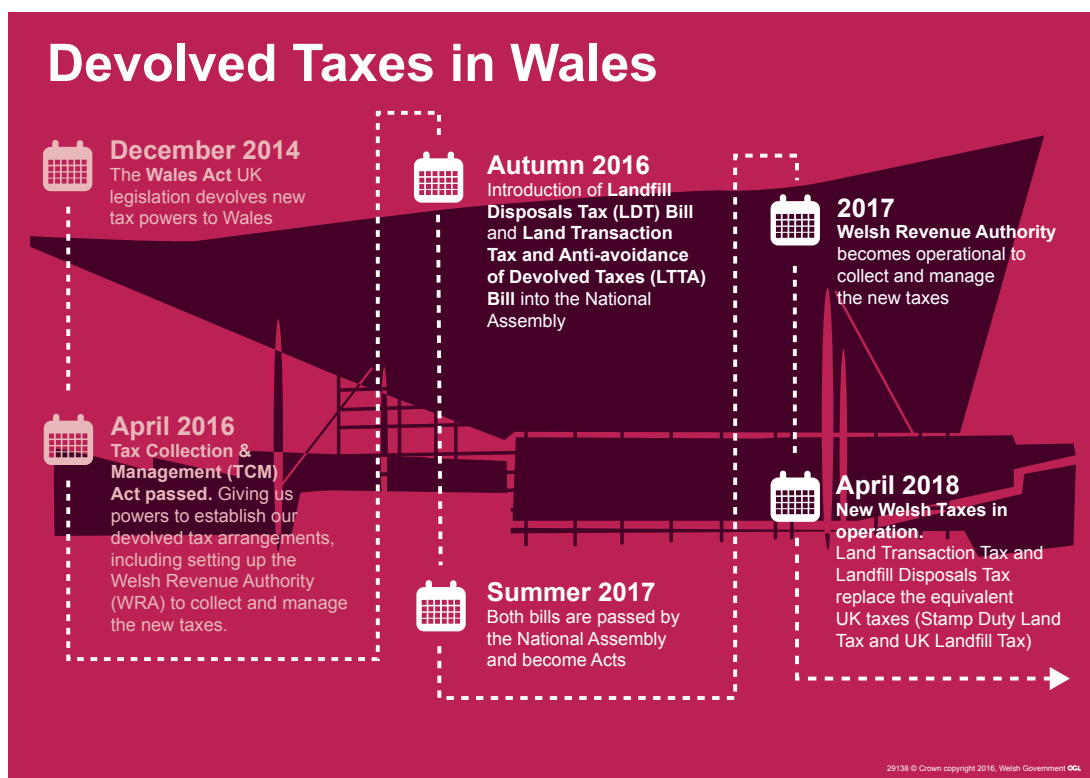 Devolved Taxes in Wales
December 2014
The Wales Act UK
legislation devolves new
tax powers to Wales
April 2016
Tax Collection &
Management (TCM)
Act passed. Giving us
powers to establish our
devolved tax arrangements,
including setting up the
Welsh Revenue Authority
(WRA) to collect and manage
the new taxes.
Autumn 2016
Introduction of Landfill
Disposals Tax (LDT) Bill
and Land Transaction
Tax and Anti-avoidance
of Devolved Taxes (LTTA)
Bill into the National
Assembly
Summer 2017
Both bills are passed by
the National Assembly
and become Acts
2017
Welsh Revenue Authority
becomes operational to
collect and manage
the new taxes
April 2018
New Welsh Taxes in
operation.
Land Transaction Tax and
Landfill Disposals Tax
replace the equivalent
UK taxes (Stamp Duty Land
Tax and UK Landfill Tax)
29138 © Crown copyright 2016, Welsh Government OGL